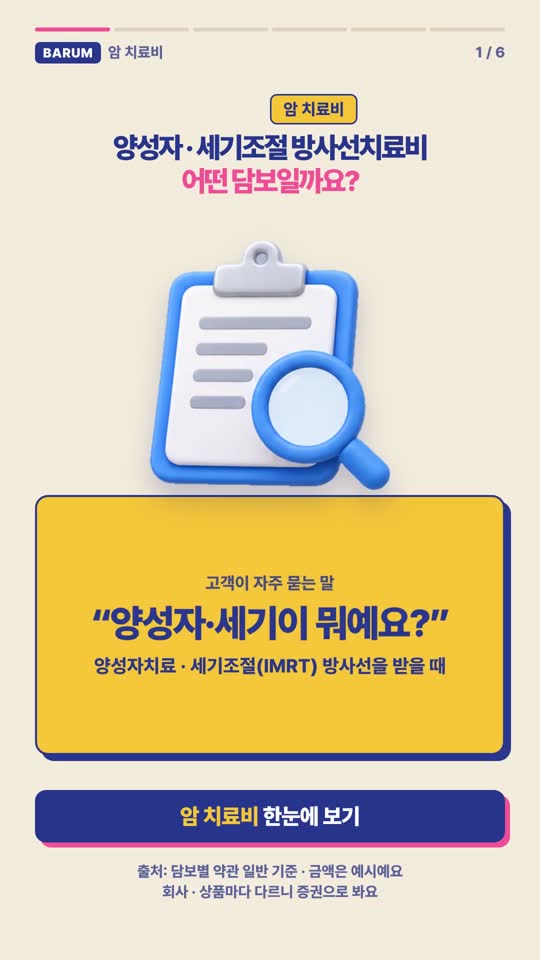 BARUM 암 치료비 1 / 6
암 치료비
양성자 · 세기조절 방사선치료비
어떤 담보일까요?
고객이 자주 묻는 말
“양성자·세기이 뭐예요?”
양성자치료 · 세기조절(IMRT) 방사선을 받을 때
암 치료비 한눈에 보기
출처: 담보별 약관 일반 기준 · 금액은 예시예요
회사 · 상품마다 다르니 증권으로 봐요